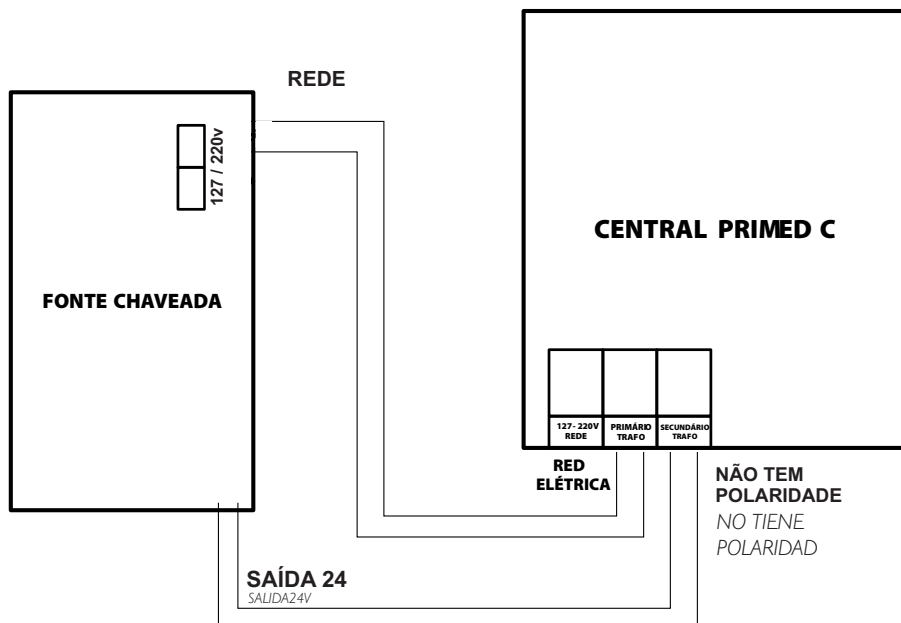 REDE
127 / 220v
FONTE CHAVEADA
CENTRAL PRIMED C
127- 220V
REDE
PRIMÁRIO
TRAFO
SECUNDÁRIO
TRAFO
RED
ELÉTRICA
NÃO TEM
POLARIDADE
NO TIENE
POLARIDAD
SAÍDA 24
SALIDA24V